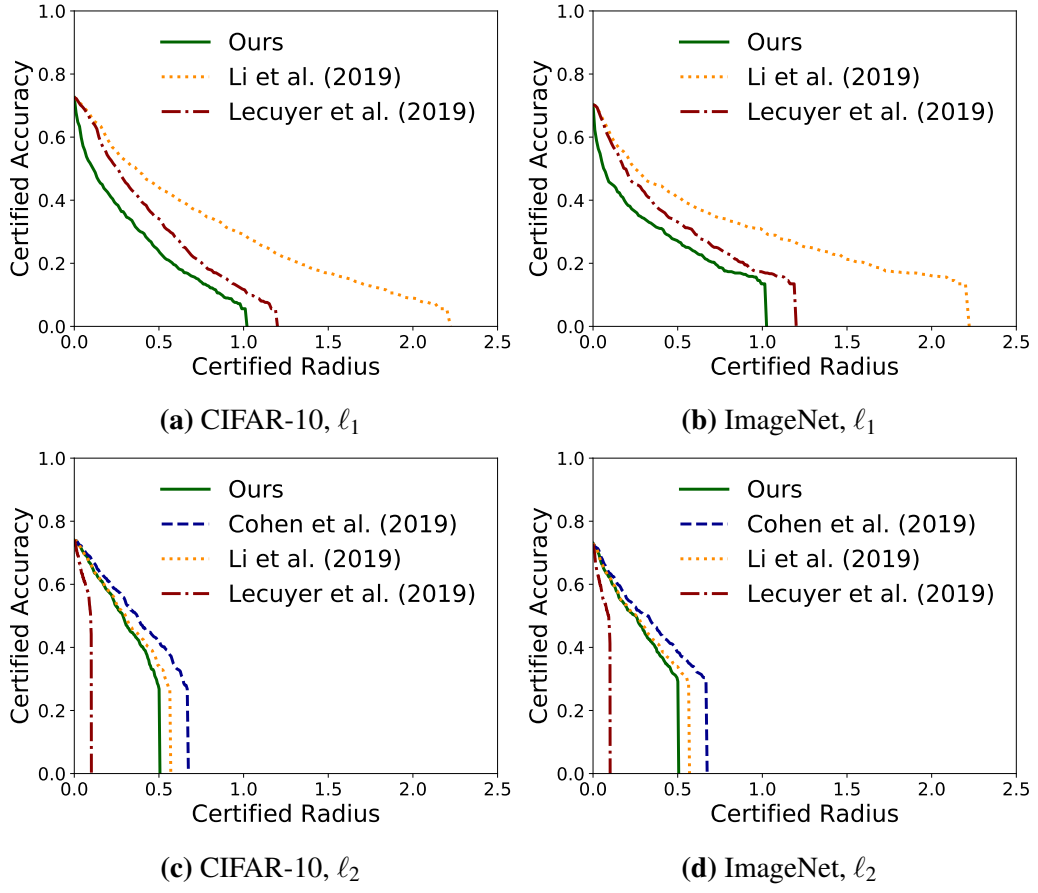 1.0
0.8
0.6
0.4
0.2
0.0
Certified Accuracy
Ours
Li et al. (2019)
Lecuyer et al. (2019)
0.0 0.5 1.0 1.5 2.0 2.5
Certified Radius
(a) CIFAR-10, ℓ1
1.0
0.8
0.6
0.4
0.2
0.0
Certified Accuracy
Ours
Li et al. (2019)
Lecuyer et al. (2019)
0.0 0.5 1.0 1.5 2.0 2.5
Certified Radius
(b) ImageNet, ℓ1
1.0
0.8
0.6
0.4
0.2
0.0
Certified Accuracy
Ours
Cohen et al. (2019)
Li et al. (2019)
Lecuyer et al. (2019)
0.0 0.5 1.0 1.5 2.0 2.5
Certified Radius
(c) CIFAR-10, ℓ2
1.0
0.8
0.6
0.4
0.2
0.0
Certified Accuracy
Ours
Cohen et al. (2019)
Li et al. (2019)
Lecuyer et al. (2019)
0.0 0.5 1.0 1.5 2.0 2.5
Certified Radius
(d) ImageNet, ℓ2